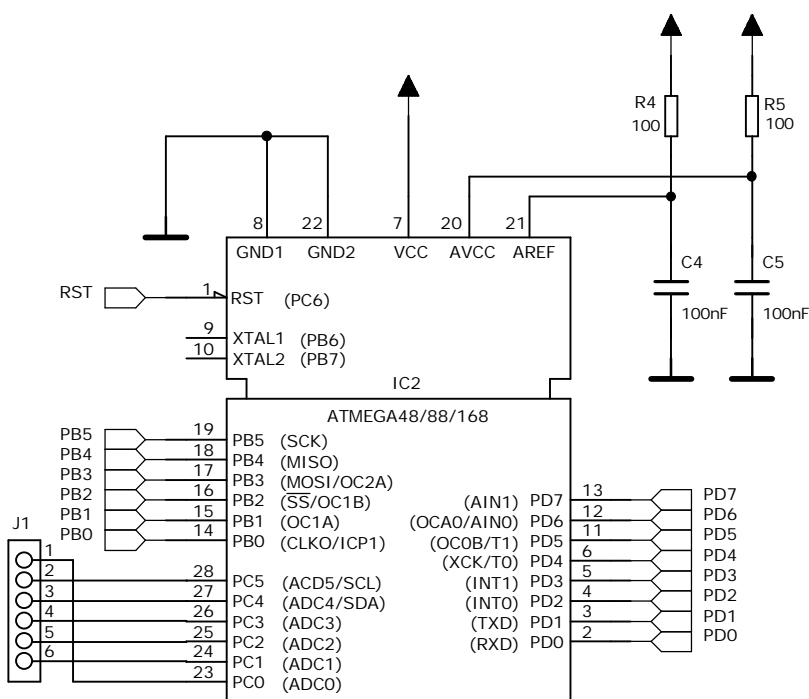 R4
100
R5
100
8 22 7 20 21
GND1 GND2 VCC AVCC AREF
C4
100nF
C5
100nF
RST 1 RST (PC6)
9 XTAL1 (PB6)
10 XTAL2 (PB7)
IC2
ATMEGA48/88/168
PB5 19 PB5 (SCK)
PB4 18 PB4 (MISO)
PB3 17 PB3 (MOSI/OC2A)
PB2 16 PB2 (SS/OC1B)
PB1 15 PB1 (OC1A)
PB0 14 PB0 (CLKO/ICP1)
(AIN1) PD7 13 PD7
(OCA0/AIN0) PD6 12 PD6
(OC0B/T1) PD5 11 PD5
(XCK/T0) PD4 6 PD4
(INT1) PD3 5 PD3
(INT0) PD2 4 PD2
(TXD) PD1 3 PD1
(RXD) PD0 2 PD0
J1
1
2 28 PC5 (ACD5/SCL)
3 27 PC4 (ADC4/SDA)
4 26 PC3 (ADC3)
5 25 PC2 (ADC2)
6 24 PC1 (ADC1)
23 PC0 (ADC0)